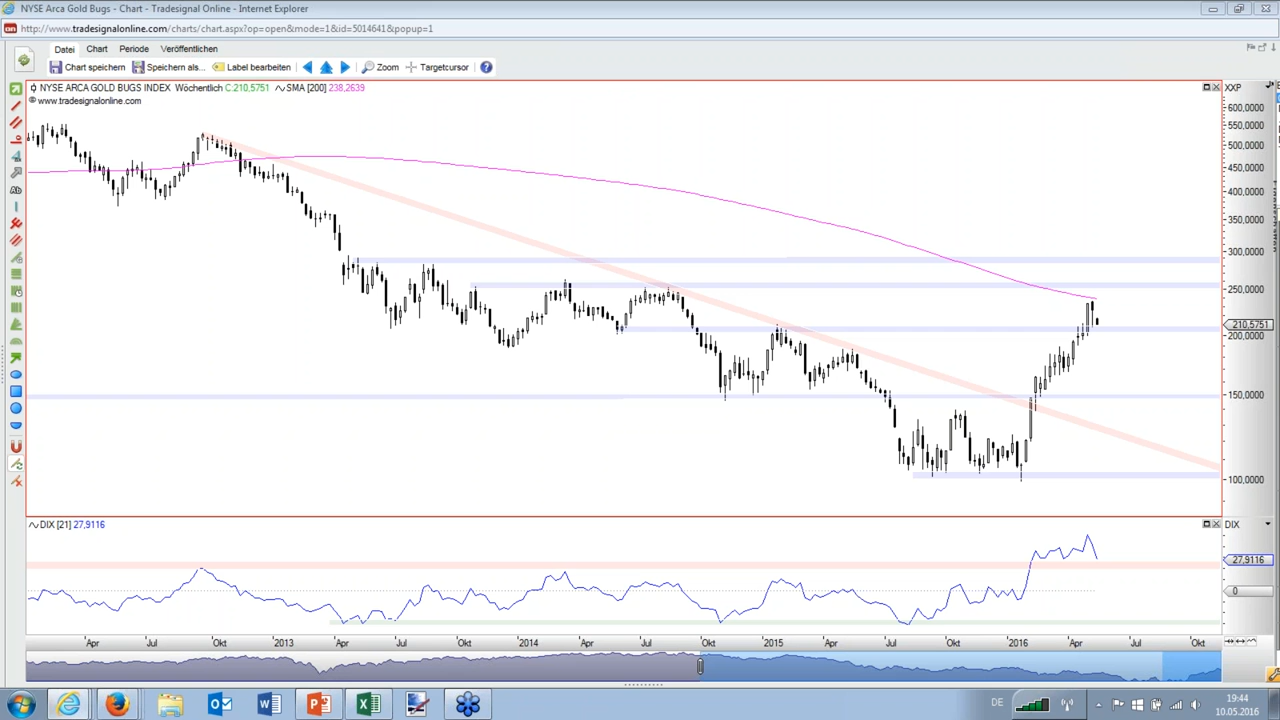 NYSE Arca Gold Bugs - Chart - Tradesignal Online - Internet Explorer
http://www.tradesignalonline.com/charts/chart.aspx?op=open&mode=1&id=5014641&popup=1
Datei Chart Periode Veröffentlichen
Chart speichern Speichern als... Label bearbeiten Zoom Targetcursor
NYSE ARCA GOLD BUGS INDEX Wöchentlich C:210,5751 SMA [200] 238,2639
© www.tradesignalonline.com
XXP
600,0000
550,0000
500,0000
450,0000
400,0000
350,0000
300,0000
250,0000
210,5751
200,0000
150,0000
100,0000
Ab
DIX [21] 27,9116
DIX
27,9116
0
Apr Jul Okt 2013 Apr Jul Okt 2014 Apr Jul Okt 2015 Apr Jul Okt 2016 Apr Jul Okt
DE
19:44
10.05.2016